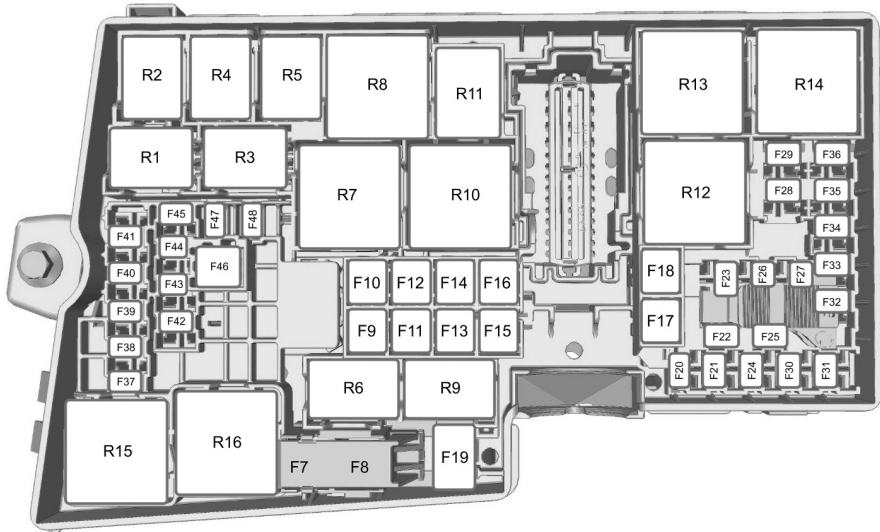 R2 R4 R5 R8 R11 R13 R14
R1 R3 R7 R10 R12 F29 F36
F28 F35
F45 F47 F48 F34
F41 F44
F40 F43 F46 F10 F12 F14 F16 F18 F23 F26 F27 F33
F39 F42 F9 F11 F13 F15 F17 F32
F38 F22 F25
F37 R6 R9 F20 F21 F24 F30 F31
R15 R16 F7 F8 F19